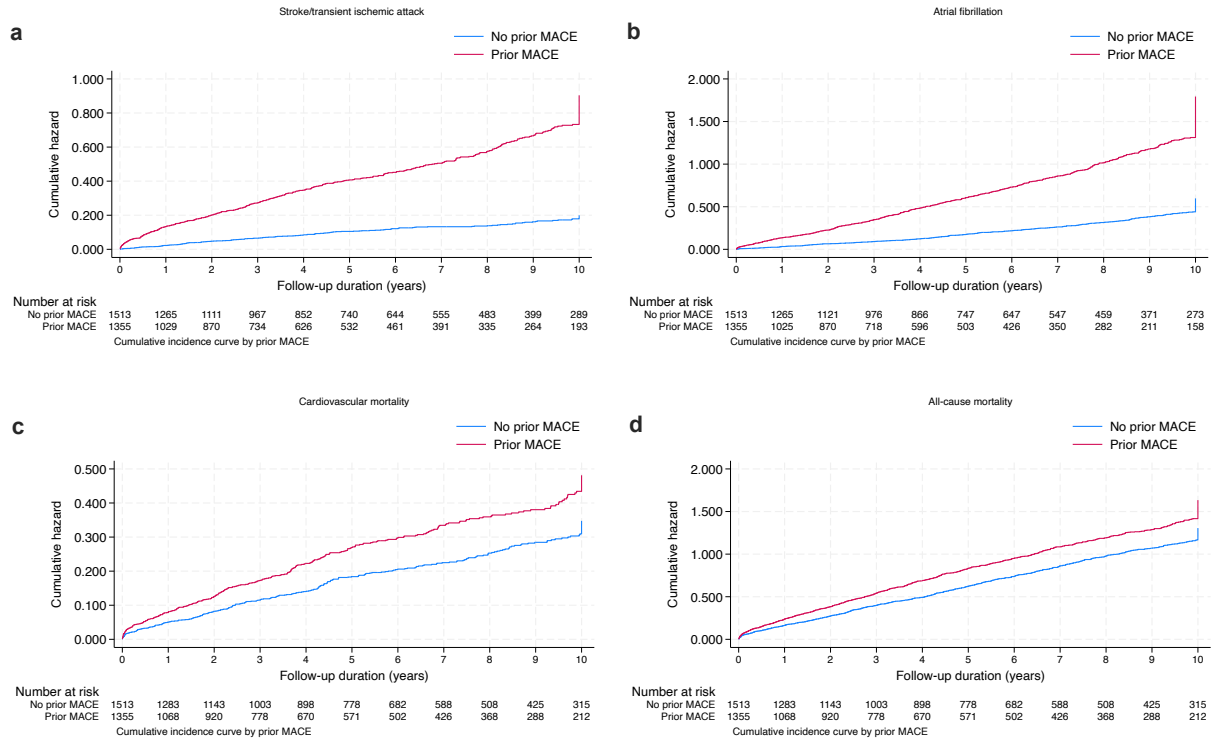 Stroke/transient ischemic attack
a
No prior MACE
Prior MACE
1.000
0.800
0.600
0.400
0.200
0.000
Cumulative hazard
0 1 2 3 4 5 6 7 8 9 10
Follow-up duration (years)
Number at risk
No prior MACE 1513 1265 1111 967 852 740 644 555 483 399 289
Prior MACE 1355 1029 870 734 626 532 461 391 335 264 193
Cumulative incidence curve by prior MACE
Atrial fibrillation
b
No prior MACE
Prior MACE
2.000
1.500
1.000
0.500
0.000
Cumulative hazard
0 1 2 3 4 5 6 7 8 9 10
Follow-up duration (years)
Number at risk
No prior MACE 1513 1265 1121 976 866 747 647 547 459 371 273
Prior MACE 1355 1025 870 718 596 503 426 350 282 211 158
Cumulative incidence curve by prior MACE
Cardiovascular mortality
c
No prior MACE
Prior MACE
0.500
0.400
0.300
0.200
0.100
0.000
Cumulative hazard
0 1 2 3 4 5 6 7 8 9 10
Follow-up duration (years)
Number at risk
No prior MACE 1513 1283 1143 1003 898 778 682 588 508 425 315
Prior MACE 1355 1068 920 778 670 571 502 426 368 288 212
Cumulative incidence curve by prior MACE
All-cause mortality
d
No prior MACE
Prior MACE
2.000
1.500
1.000
0.500
0.000
Cumulative hazard
0 1 2 3 4 5 6 7 8 9 10
Follow-up duration (years)
Number at risk
No prior MACE 1513 1283 1143 1003 898 778 682 588 508 425 315
Prior MACE 1355 1068 920 778 670 571 502 426 368 288 212
Cumulative incidence curve by prior MACE